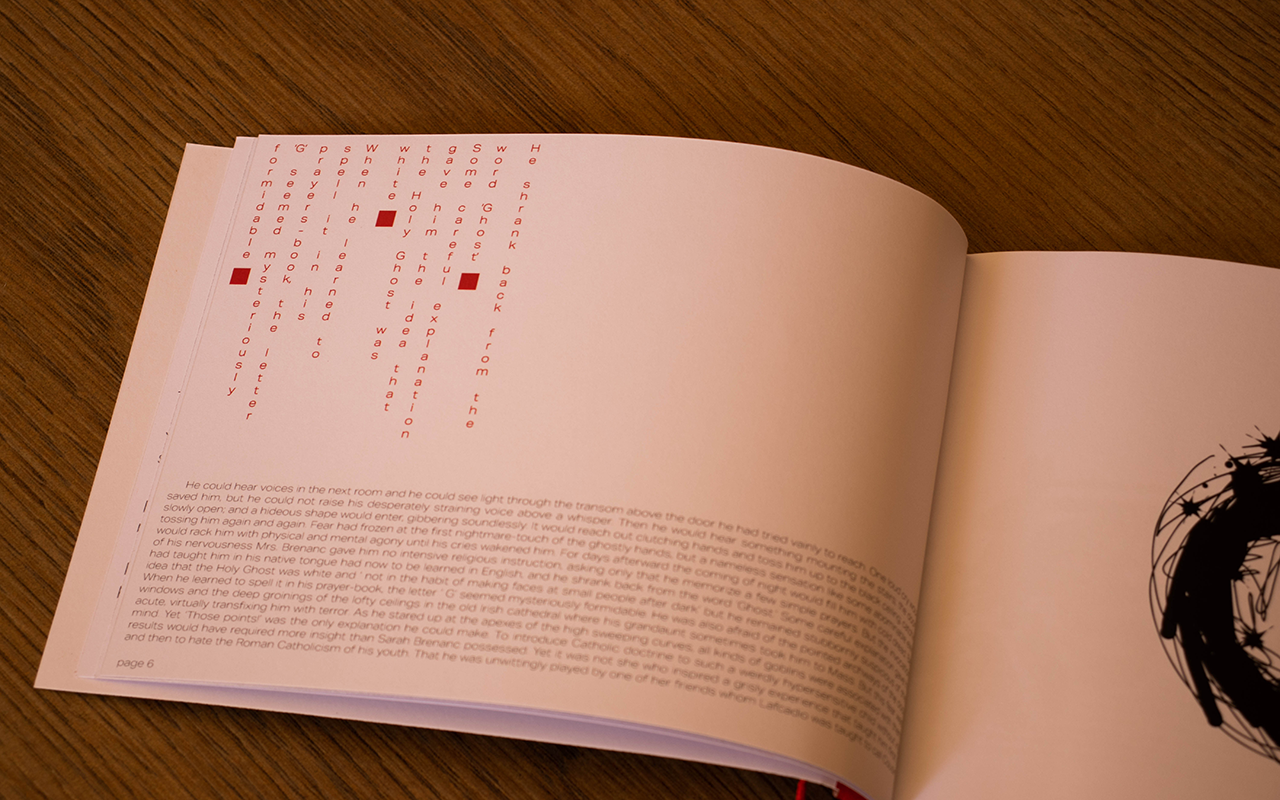 He shrank back from the
word 'Ghost'
Some careful explanation
gave him the idea that
the Holy Ghost was
white
When he learned to
spell it in his
prayers-book, the letter
'G' seemed mysteriously
formidable
He could hear voices in the next room and he could see light through the transom above the door he had tried vainly to reach. One
saved him, but he could not raise his desperately straining voice above a whisper. Then he would hear something mounting the stairs
slowly open; and a hideous shape would enter, gibbering soundlessly. It would reach out clutching hands and toss him up to the black
tossing him again and again. Fear had frozen at the first nightmare-touch of the ghostly hands, but a nameless sensation like
would rack him with physical and mental agony until his cries wakened him. For days afterward the coming of night would fill him with
of his nervousness Mrs. Brenanc gave him no intensive religious instruction, asking only that he memorize a few simple prayers. But
had taught him in his native tongue had now to be learned in English, and he shrank back from the word 'Ghost'. Some careful
idea that the Holy Ghost was white and ' not in the habit of making faces at small people after dark' but he remained stubbornly
When he learned to spell it in his prayer-book, the letter ' G' seemed mysteriously formidable. He was also afraid of the pointed
windows and the deep groinings of the lofty ceilings in the old Irish cathedral where his grandaunt sometimes took him to Mass. But the
acute, virtually transfixing him with terror. As he stared up at the apexes of the high sweeping curves, all kinds of goblins were
mind. Yet 'Those points!' was the only explanation he could make. To introduce Catholic doctrine to such a weirdly hypersensitive child
results would have required more insight than Sarah Brenanc possessed. Yet it was not she who inspired a grisly experience that
and then to hate the Roman Catholicism of his youth. That he was unwittingly played by one of her friends whom Lafcadio was taught to call
page 6